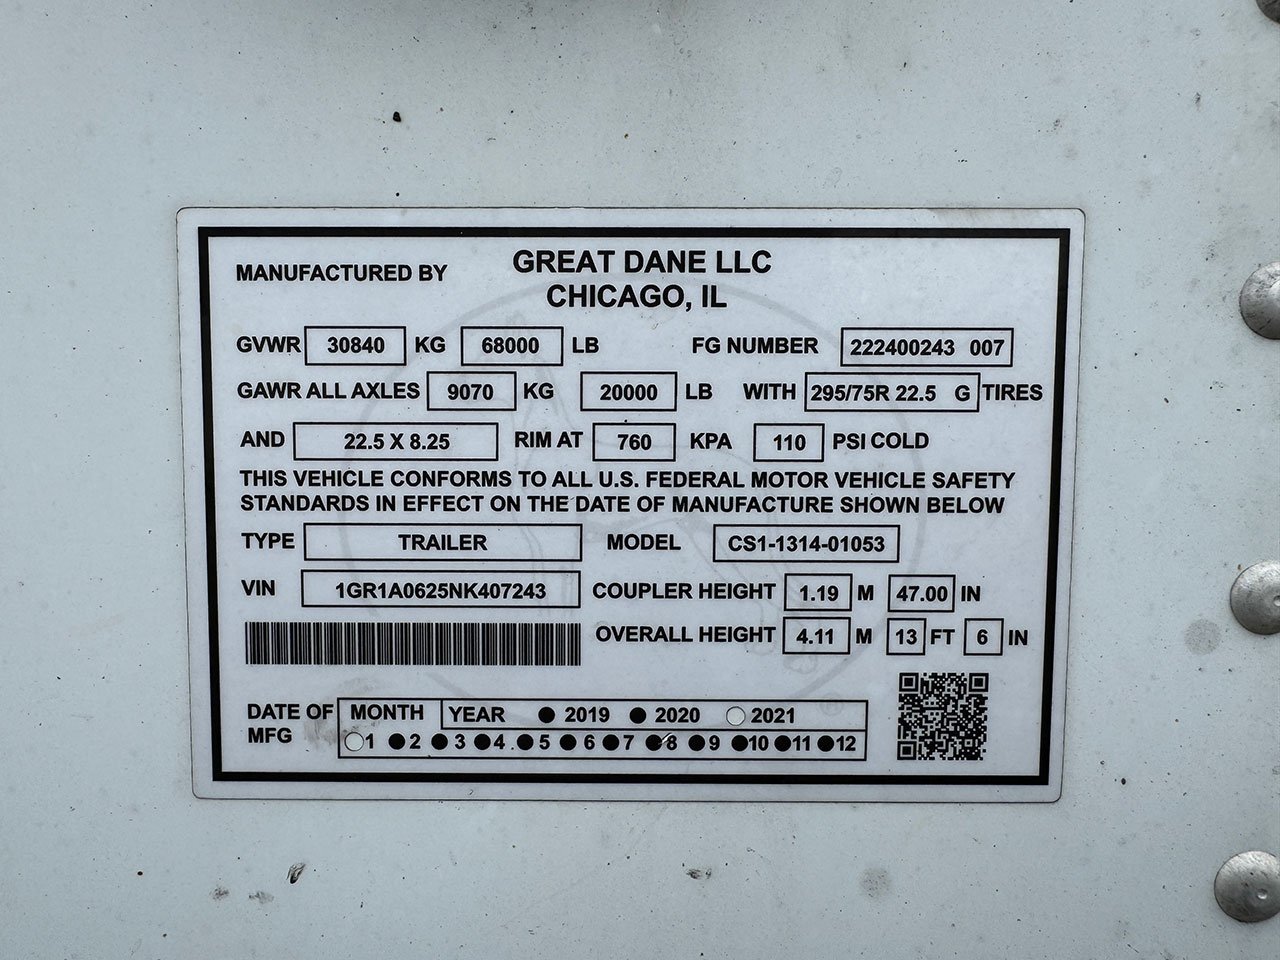 MANUFACTURED BY GREAT DANE LLC
CHICAGO, IL
GVWR 30840 KG 68000 LB FG NUMBER 222400243 007
GAWR ALL AXLES 9070 KG 20000 LB WITH 295/75R 22.5 G TIRES
AND 22.5 X 8.25 RIM AT 760 KPA 110 PSI COLD
THIS VEHICLE CONFORMS TO ALL U.S. FEDERAL MOTOR VEHICLE SAFETY
STANDARDS IN EFFECT ON THE DATE OF MANUFACTURE SHOWN BELOW
TYPE TRAILER MODEL CS1-1314-01053
VIN 1GR1A0625NK407243 COUPLER HEIGHT 1.19 M 47.00 IN
OVERALL HEIGHT 4.11 M 13 FT 6 IN
DATE OF MFG MONTH YEAR 2019 2020 2021
1 2 3 4 5 6 7 8 9 10 11 12